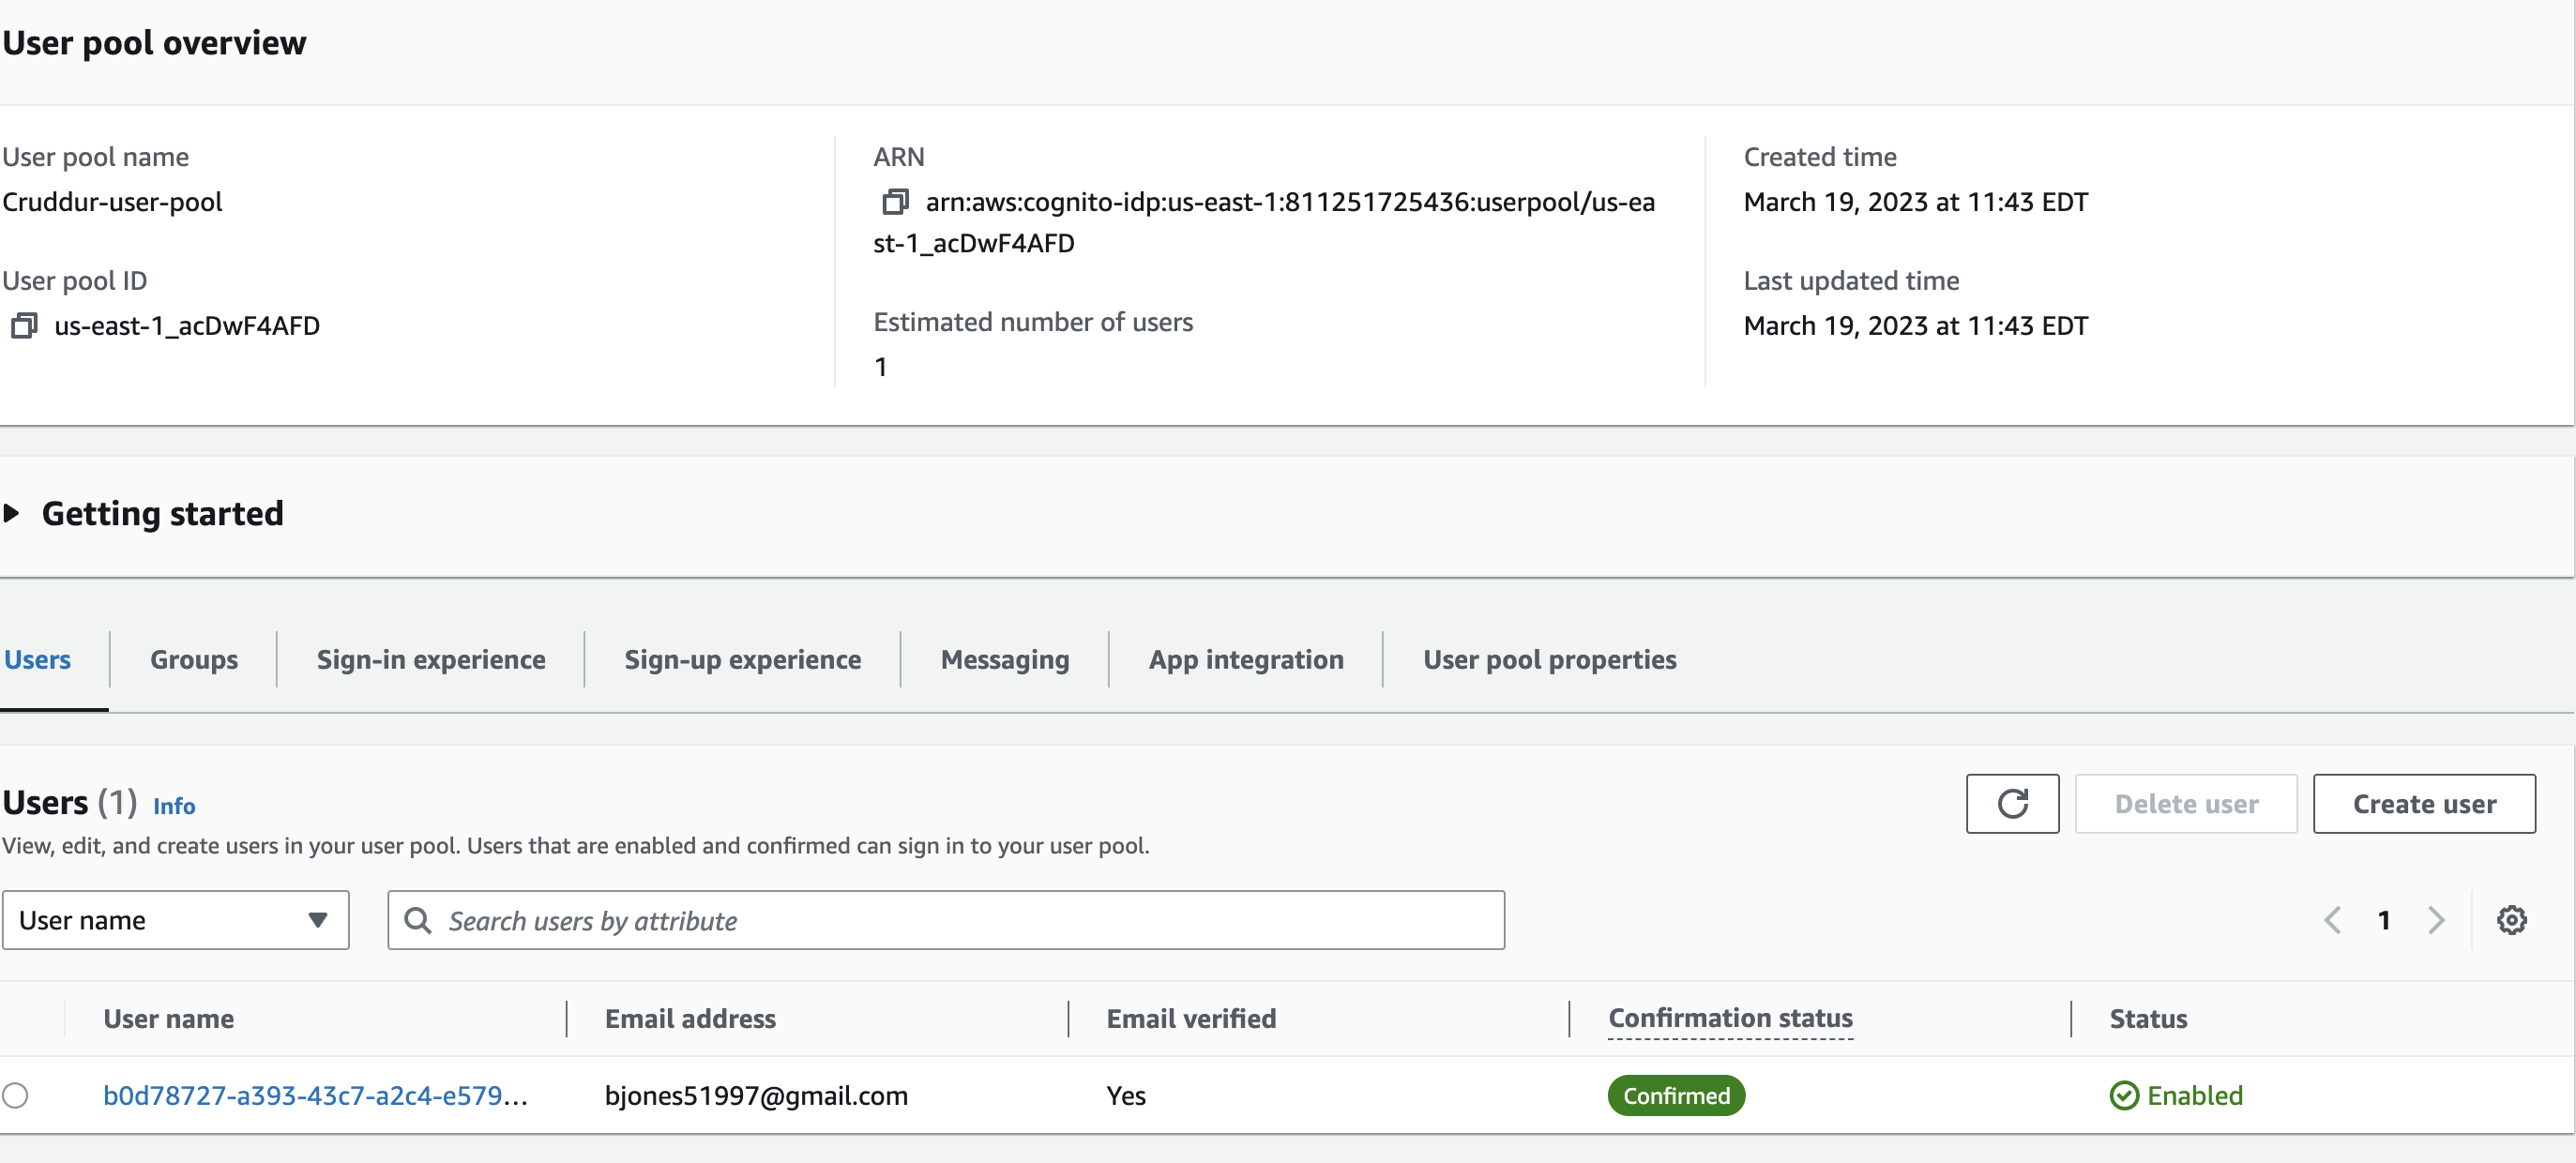 User pool overview
User pool name
Cruddur-user-pool
User pool ID
us-east-1_acDwF4AFD
ARN
arn:aws:cognito-idp:us-east-1:811251725436:userpool/us-ea
st-1_acDwF4AFD
Estimated number of users
1
Created time
March 19, 2023 at 11:43 EDT
Last updated time
March 19, 2023 at 11:43 EDT
Getting started
Users
Groups
Sign-in experience
Sign-up experience
Messaging
App integration
User pool properties
Users (1) Info
View, edit, and create users in your user pool. Users that are enabled and confirmed can sign in to your user pool.
Delete user
Create user
User name
Search users by attribute
1
User name
Email address
Email verified
Confirmation status
Status
b0d78727-a393-43c7-a2c4-e579...
bjones51997@gmail.com
Yes
Confirmed
Enabled